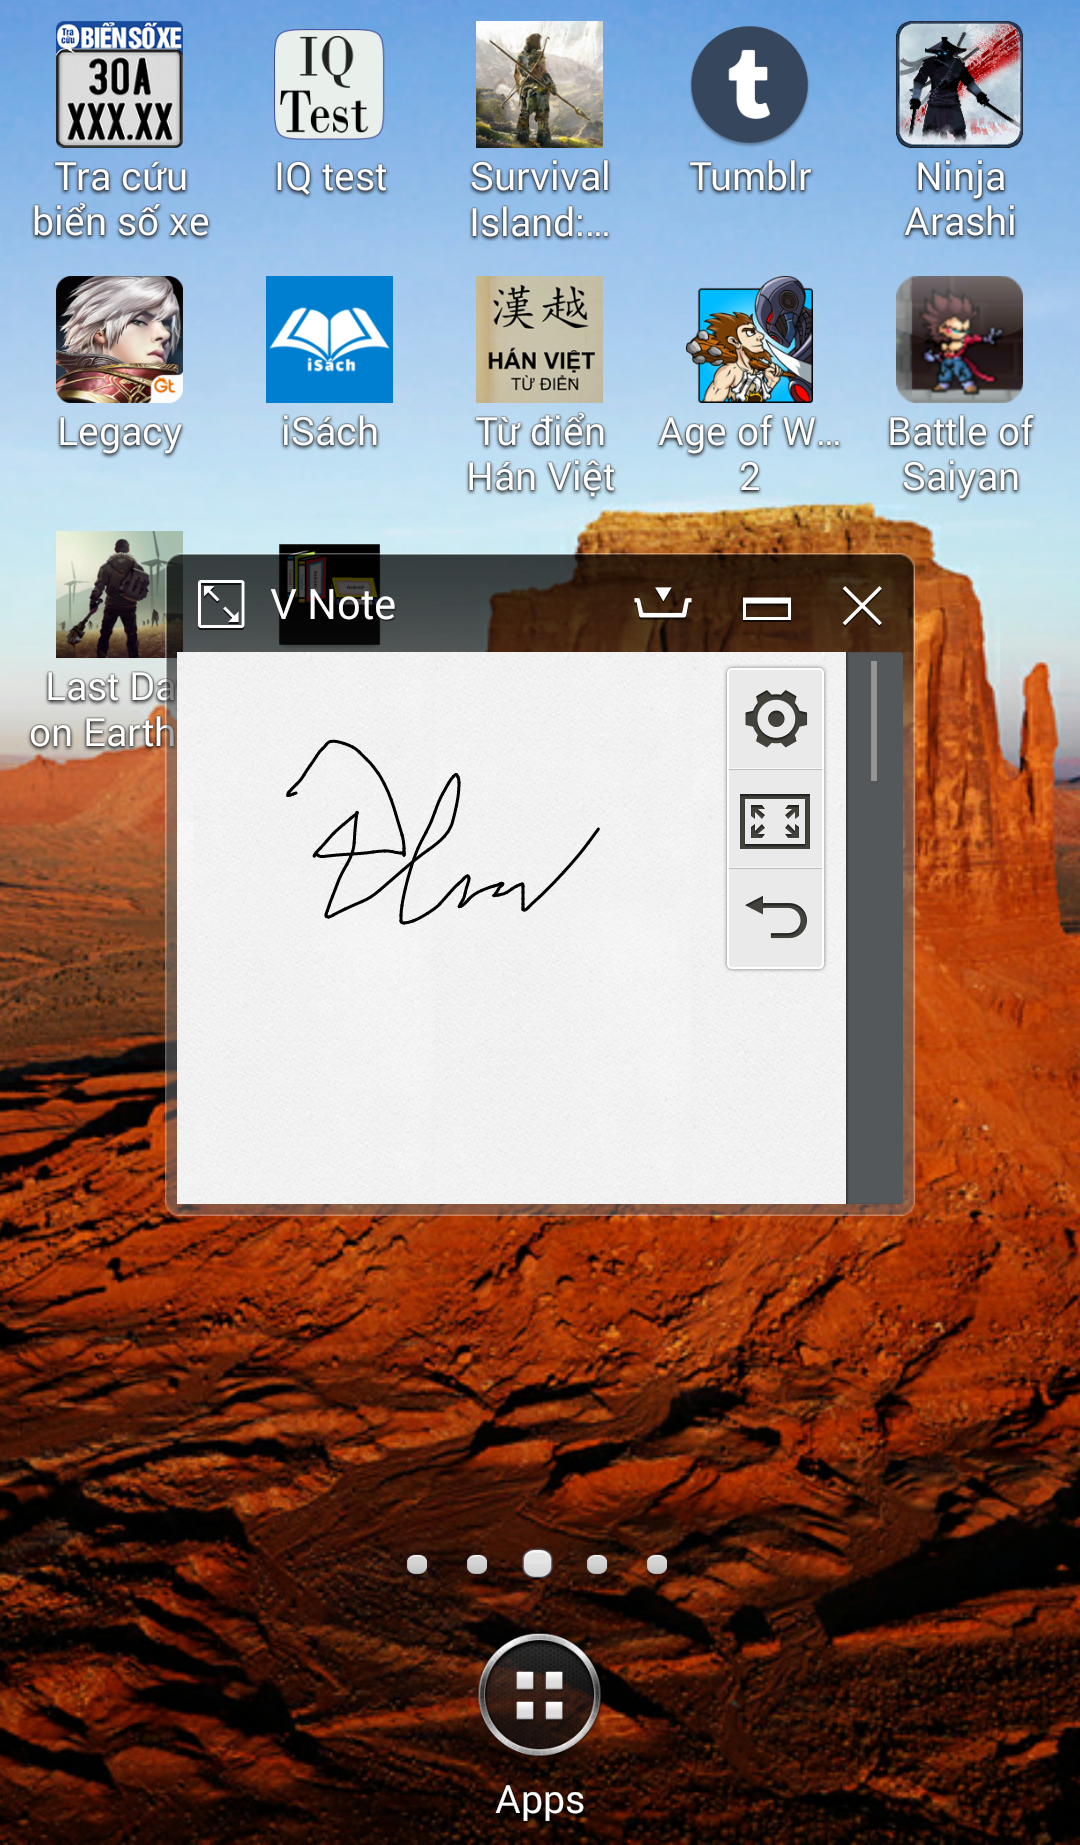 Tra cứu
BIỂN SỐ XE
30A
XXX.XX
Tra cứu
biển số xe
IQ
Test
IQ test
Survival
Island:...
t
Tumblr
Ninja
Arashi
Gt
Legacy
iSách
iSách
漢越
HÁN VIỆT
TỪ ĐIỂN
Từ điển
Hán Việt
Age of W...
2
Battle of
Saiyan
V Note
Last Da
on Earth
Apps